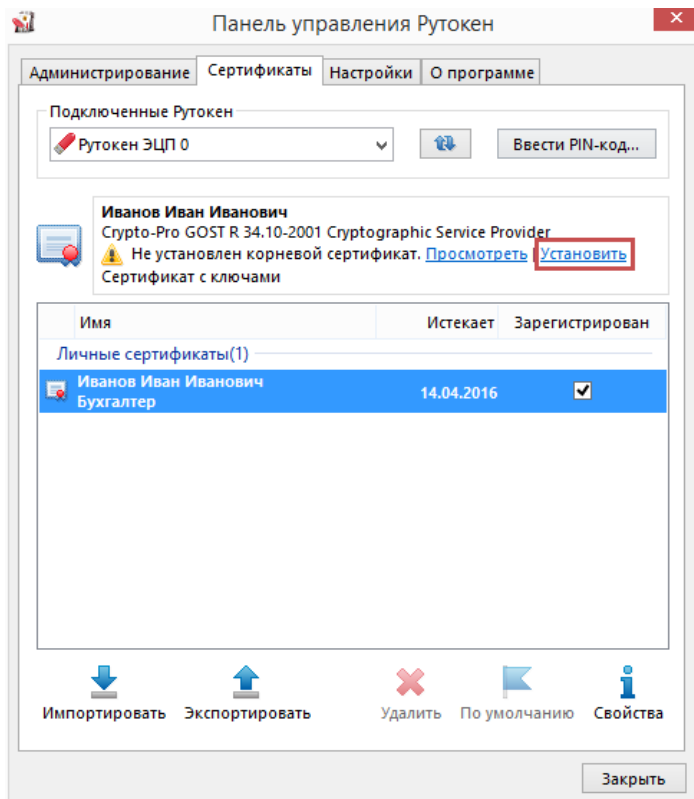 Панель управления Рутокен
Администрирование Сертификаты Настройки О программе
Подключенные Рутокен
Рутокен ЭЦП 0 Ввести PIN-код...
Иванов Иван Иванович
Crypto-Pro GOST R 34.10-2001 Cryptographic Service Provider
Не установлен корневой сертификат. Просмотреть | Установить
Сертификат с ключами
Имя Истекает Зарегистрирован
Личные сертификаты(1)
Иванов Иван Иванович
Бухгалтер 14.04.2016
Импортировать Экспортировать Удалить По умолчанию Свойства
Закрыть